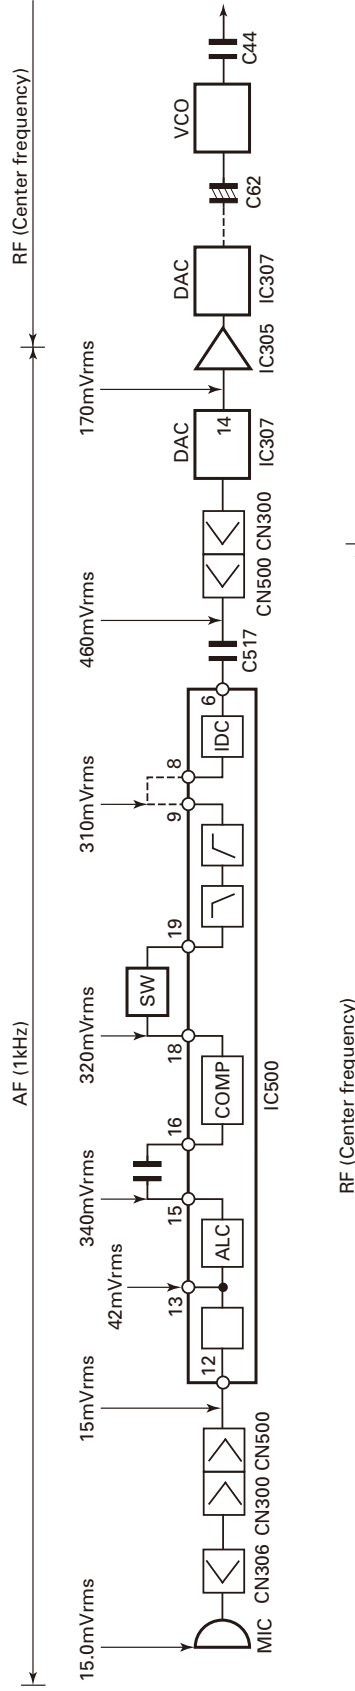 AF (1kHz)
RF (Center frequency)
15.0mVrms
15mVrms
42mVrms
340mVrms
320mVrms
310mVrms
460mVrms
170mVrms
MIC
CN306
CN300
CN500
12
13
ALC
15
16
COMP
18
SW
19
9
8
IDC
6
IC500
C517
CN500
CN300
DAC
14
IC307
IC305
DAC
IC307
C62
VCO
C44
RF (Center frequency)